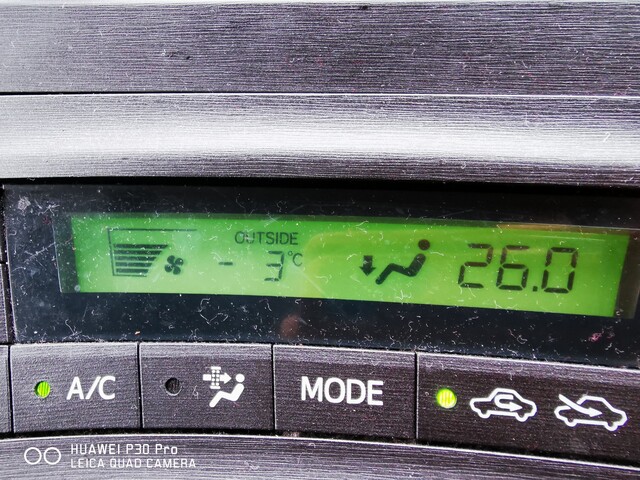 OUTSIDE
- 3°C
26.0
A/C
MODE
HUAWEI P30 Pro
LEICA QUAD CAMERA